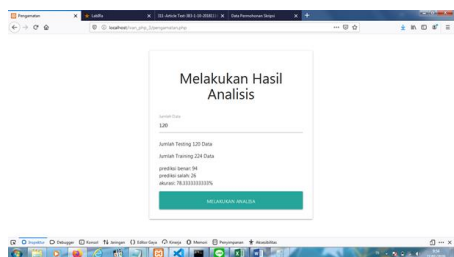 Pengamatan
Data Permohonan Skripsi
localhost/
Melakukan Hasil
Analisis
Jumlah Data
120
Jumlah Testing 120 Data
Jumlah Training 224 Data
prediksi benar: 94
prediksi salah: 26
akurasi: 78.3333333333%
MELAKUKAN ANALISA
Inspektur Debugger Konsol Jaringan Editor Gaya Kinerja Memori Penyimpanan Aksesibilitas